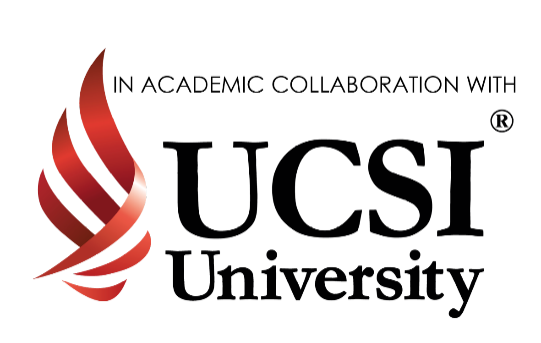 IN ACADEMIC COLLABORATION WITH
UCSI®
University